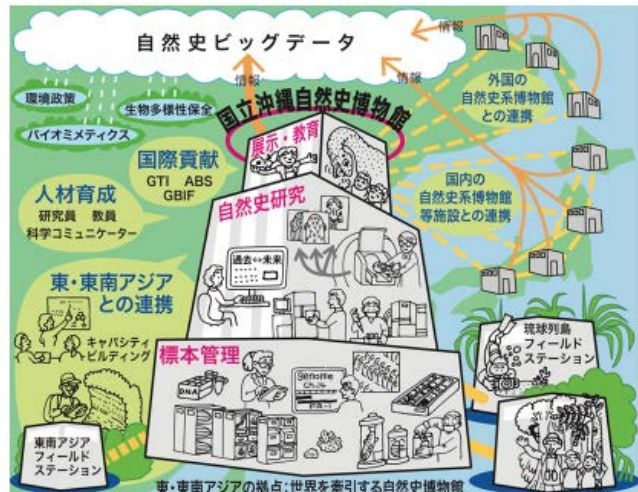 自然史ビッグデータ
情報
情報
環境政策
生物多様性保全
バイオミメティクス
国立沖縄自然史博物館
展示・教育
外国の
自然史系博物館
との連携
国際貢献
GTI ABS
GBIF
人材育成
研究員 教員
科学コミュニケーター
自然史研究
国内の
自然史系博物館
等施設との連携
過去↔未来
東・東南アジア
との連携
キャパシティ
ビルディング
標本管理
DNA
Genome
琉球列島
フィールド
ステーション
東南アジア
フィールド
ステーション
東・東南アジアの拠点:世界を牽引する自然史博物館